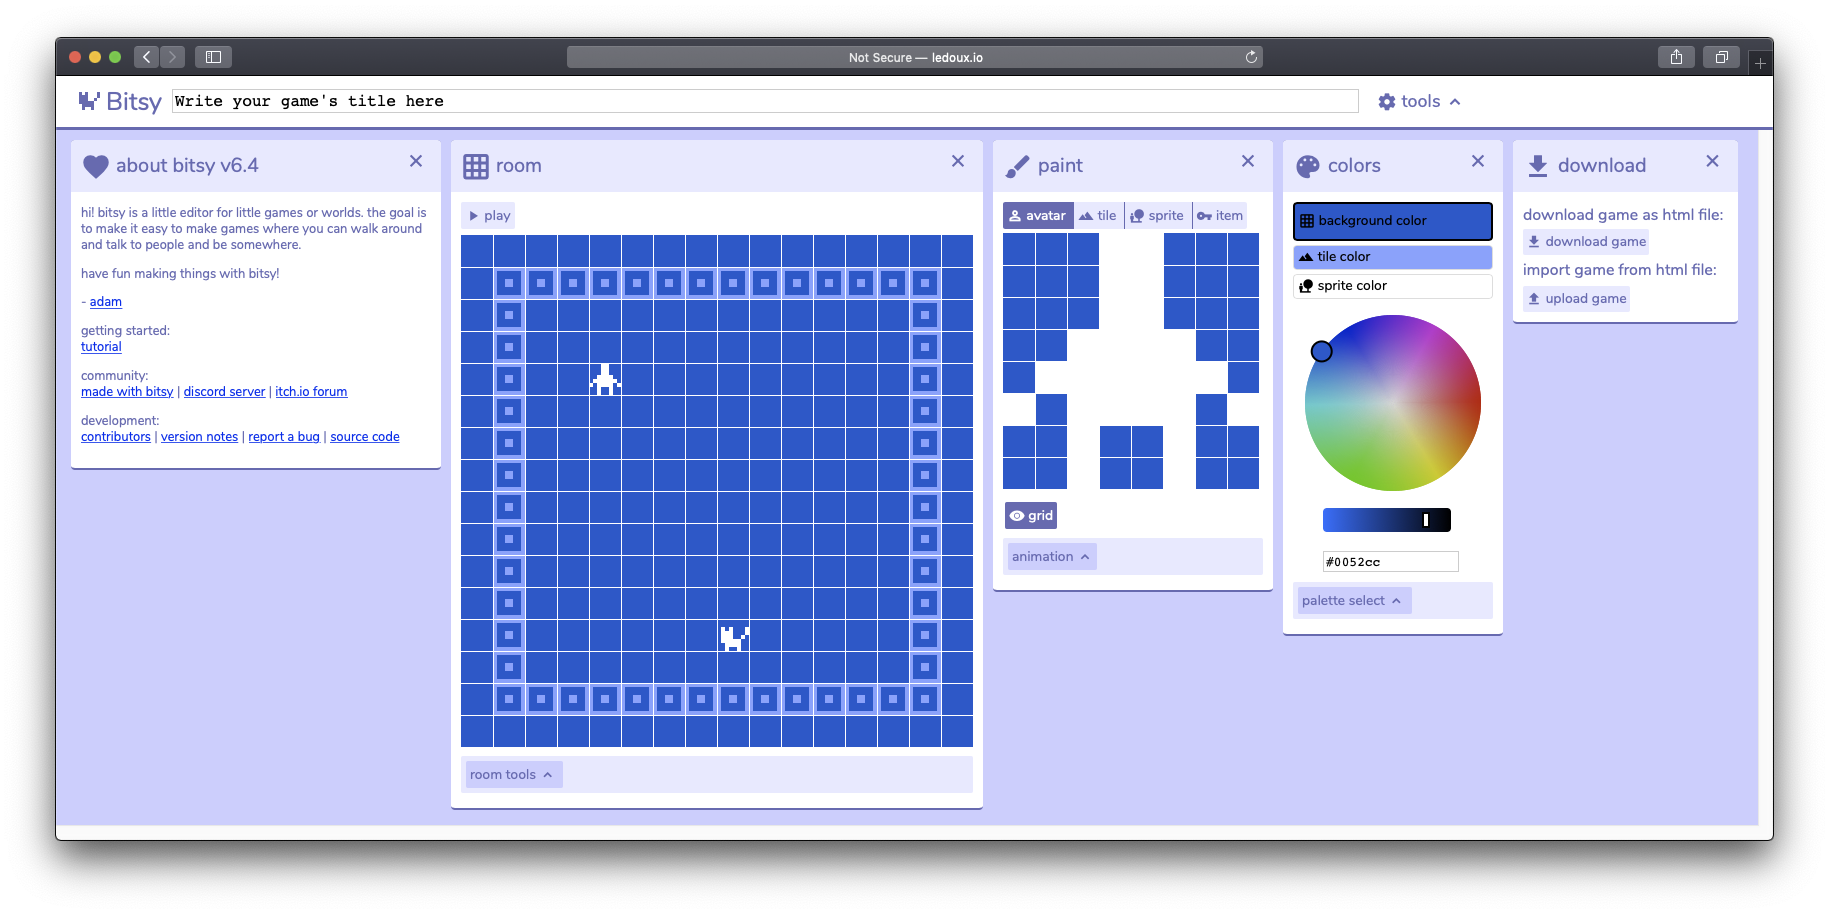 Not Secure — ledoux.io
Bitsy
Write your game's title here
tools
about bitsy v6.4
hi! bitsy is a little editor for little games or worlds. the goal is
to make it easy to make games where you can walk around
and talk to people and be somewhere.
have fun making things with bitsy!
- adam
getting started:
tutorial
community:
made with bitsy | discord server | itch.io forum
development:
contributors | version notes | report a bug | source code
room
play
room tools
paint
avatar
tile
sprite
item
grid
animation
colors
background color
tile color
sprite color
#0052cc
palette select
download
download game as html file:
download game
import game from html file:
upload game